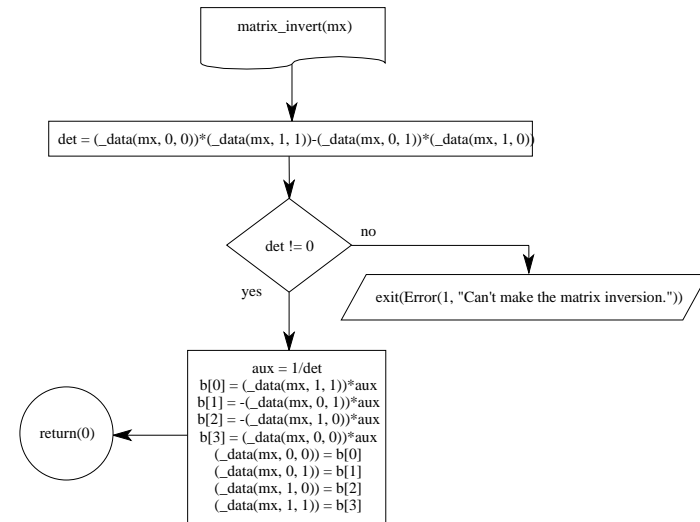 matrix_invert(mx)
det = (_data(mx, 0, 0))*(_data(mx, 1, 1))-(_data(mx, 0, 1))*(_data(mx, 1, 0))
det != 0
no
yes
exit(Error(1, "Can't make the matrix inversion."))
aux = 1/det
b[0] = (_data(mx, 1, 1))*aux
b[1] = -(_data(mx, 0, 1))*aux
b[2] = -(_data(mx, 1, 0))*aux
b[3] = (_data(mx, 0, 0))*aux
(_data(mx, 0, 0)) = b[0]
(_data(mx, 0, 1)) = b[1]
(_data(mx, 1, 0)) = b[2]
(_data(mx, 1, 1)) = b[3]
return(0)